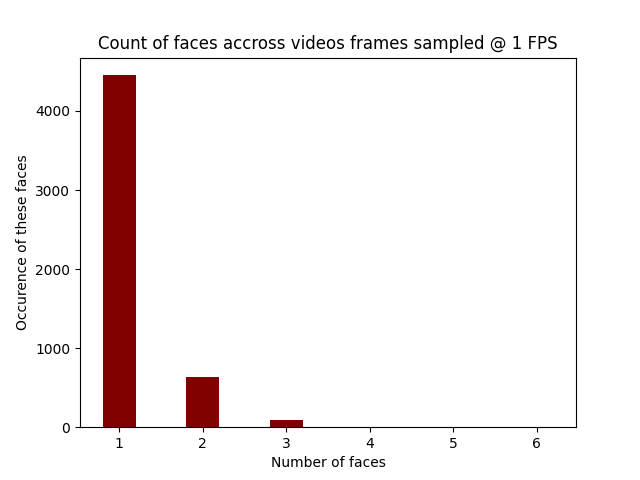 Count of faces accross videos frames sampled @ 1 FPS
Occurence of these faces
4000
3000
2000
1000
0
1 2 3 4 5 6
Number of faces